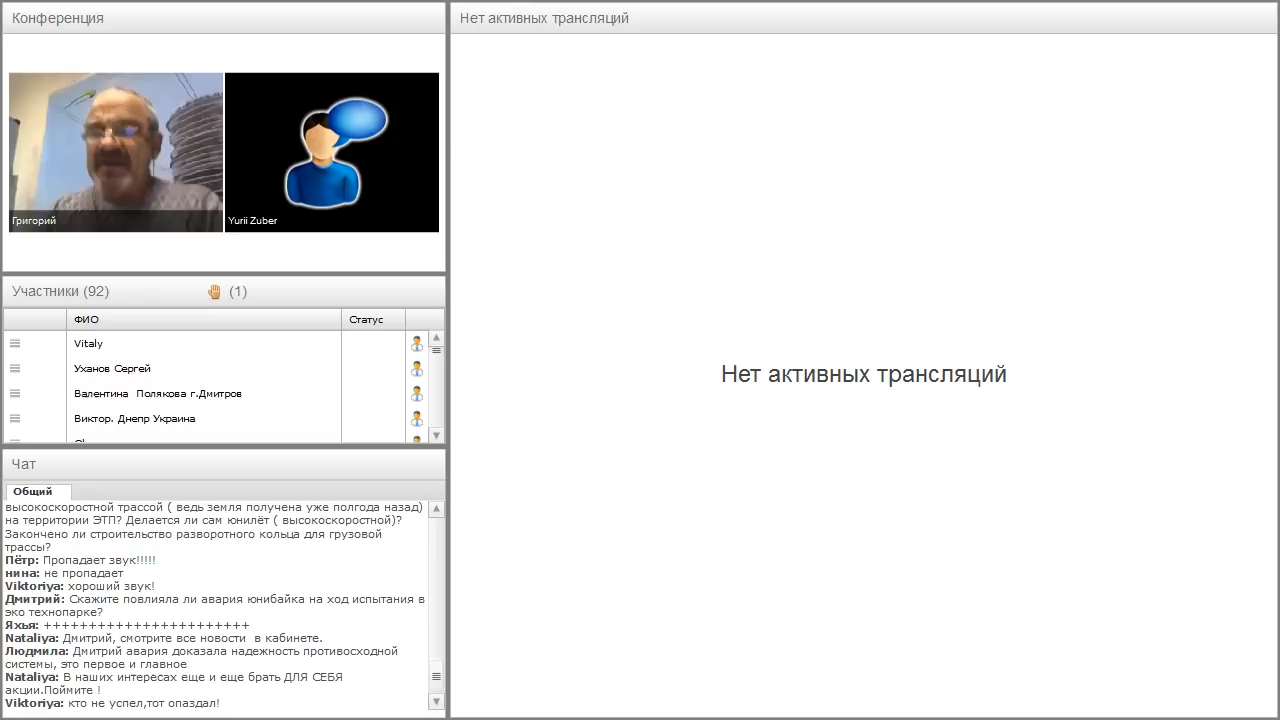 Конференция
Григорий
Yurii Zuber
Участники (92)
(1)
ФИО
Статус
Vitaly
Уханов Сергей
Валентина Полякова г.Дмитров
Виктор. Днепр Украина
Чат
Общий
высокоскоростной трассой ( ведь земля получена уже полгода назад)
на территории ЭТП? Делается ли сам юнилёт ( высокоскоростной)?
Закончено ли строительство разворотного кольца для грузовой
трассы?
Пётр: Пропадает звук!!!!!
нина: не пропадает
Viktoriya: хороший звук!
Дмитрий: Скажите повлияла ли авария юнибайка на ход испытания в
эко технопарке?
Яхья: +++++++++++++++++++++++
Nataliya: Дмитрий, смотрите все новости в кабинете.
Людмила: Дмитрий авария доказала надежность противосходной
системы, это первое и главное
Nataliya: В наших интересах еще и еще брать ДЛЯ СЕБЯ
акции.Поймите !
Viktoriya: кто не успел,тот опаздал!
Нет активных трансляций
Нет активных трансляций